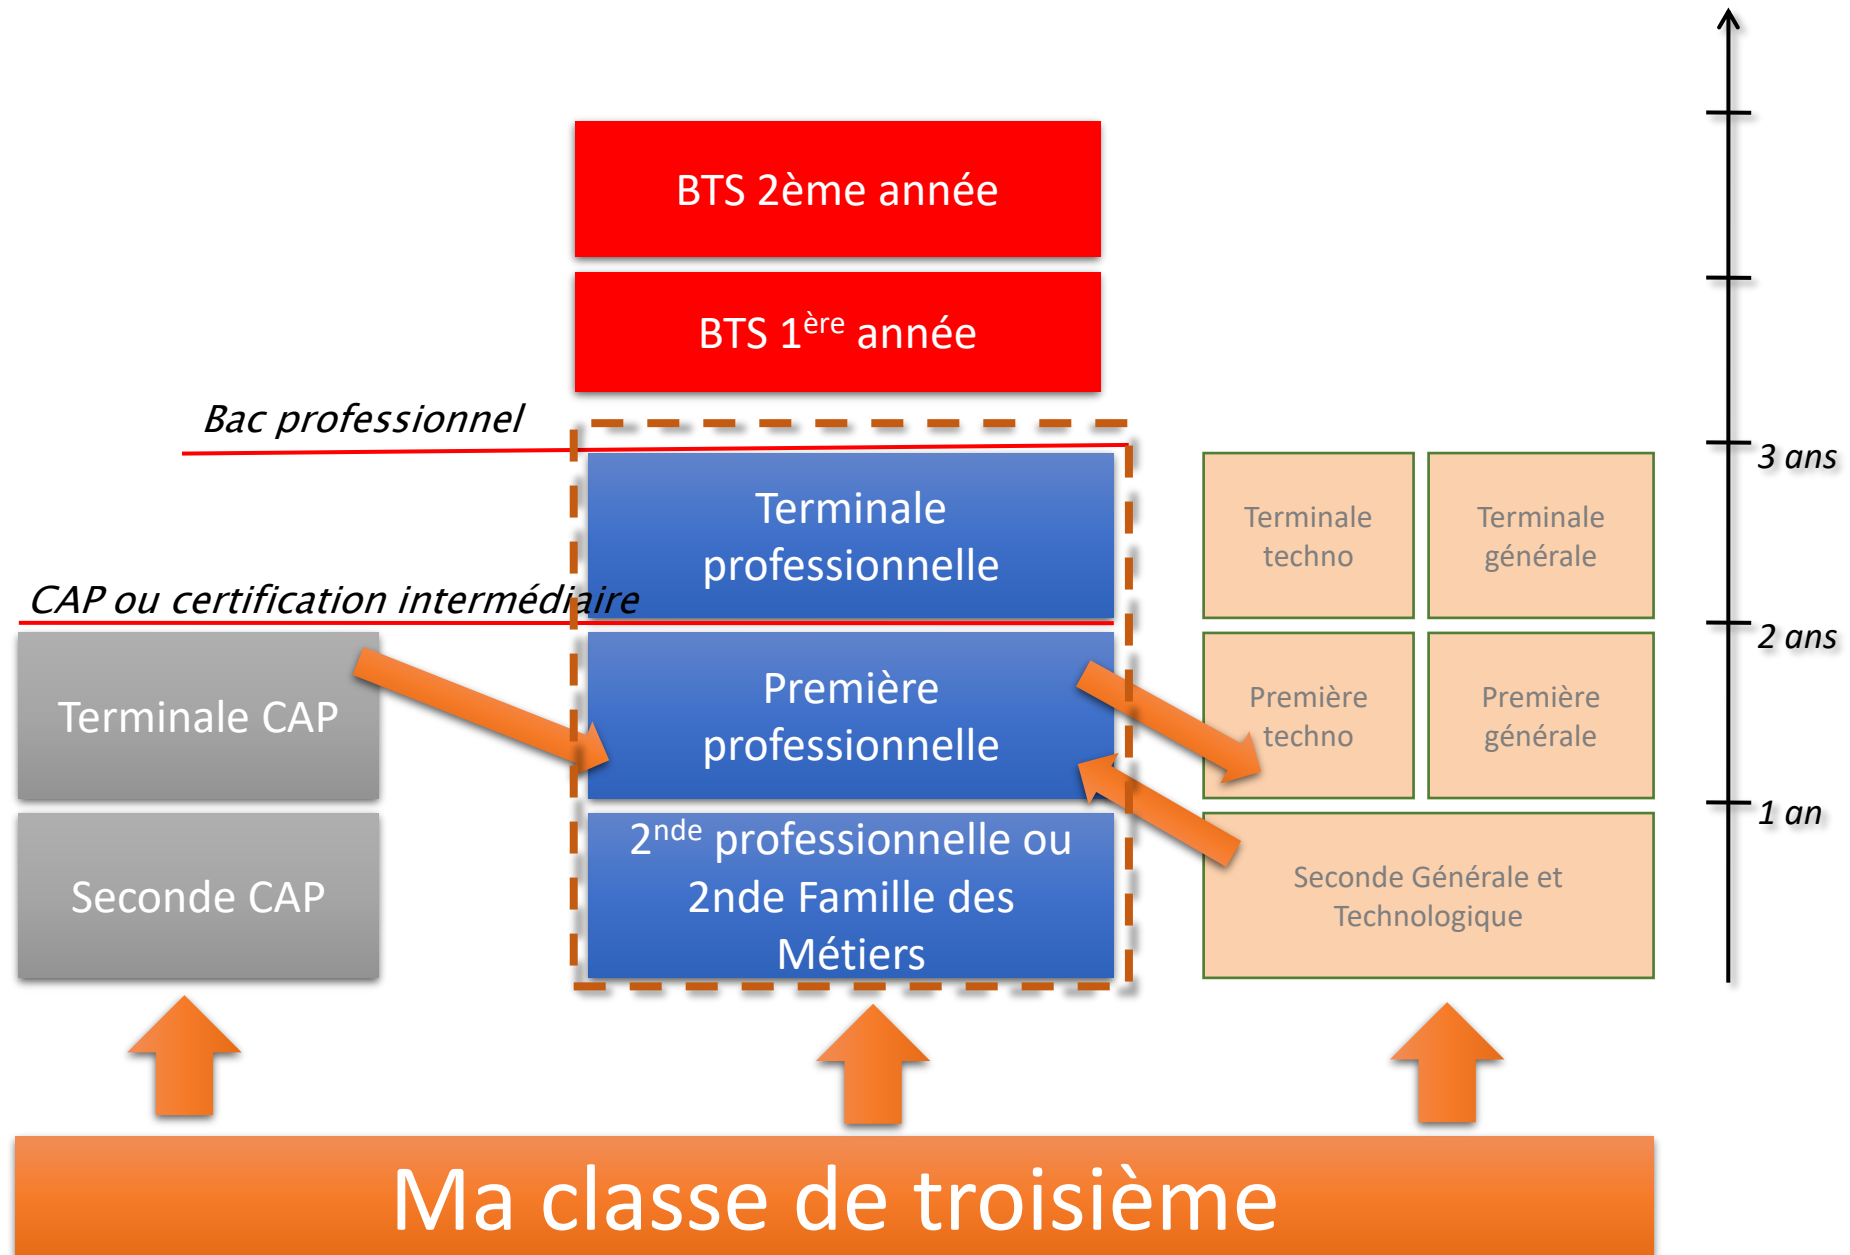 BTS 2ème année
BTS 1ère année
Bac professionnel
3 ans
Terminale
professionnelle
Terminale
techno
Terminale
générale
CAP ou certification intermédiaire
2 ans
Terminale CAP
Première
professionnelle
Première
techno
Première
générale
1 an
Seconde CAP
2nde professionnelle ou
2nde Famille des
Métiers
Seconde Générale et
Technologique
Ma classe de troisième